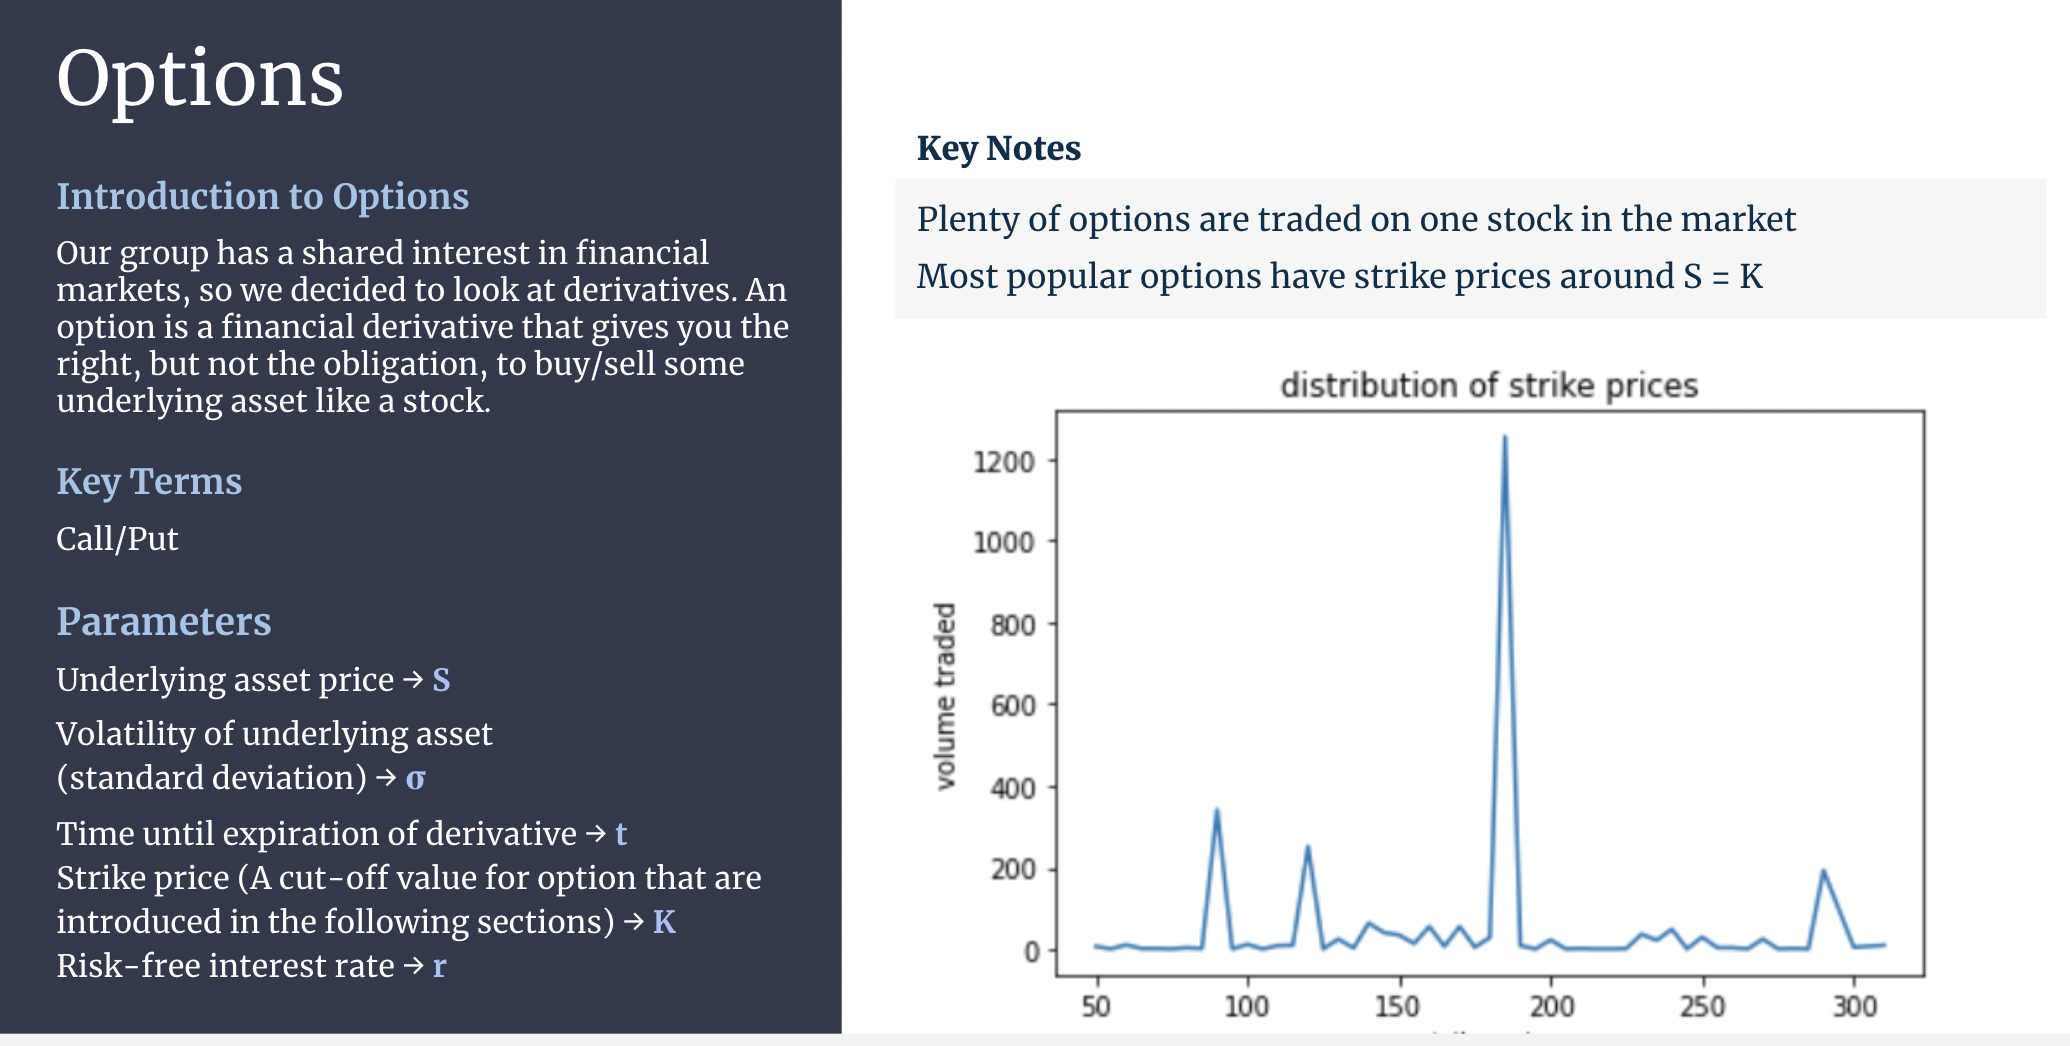 Options
Introduction to Options
Our group has a shared interest in financial
markets, so we decided to look at derivatives. An
option is a financial derivative that gives you the
right, but not the obligation, to buy/sell some
underlying asset like a stock.
Key Terms
Call/Put
Parameters
Underlying asset price → S
Volatility of underlying asset
(standard deviation) → σ
Time until expiration of derivative → t
Strike price (A cut-off value for option that are
introduced in the following sections) → K
Risk-free interest rate → r
Key Notes
Plenty of options are traded on one stock in the market
Most popular options have strike prices around S = K
distribution of strike prices
volume traded
1200
1000
800
600
400
200
0
50 100 150 200 250 300